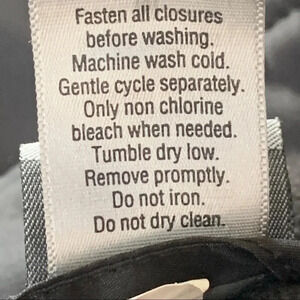 Fasten all closures
before washing.
Machine wash cold.
Gentle cycle separately.
Only non chlorine
bleach when needed.
Tumble dry low.
Remove promptly.
Do not iron.
Do not dry clean.